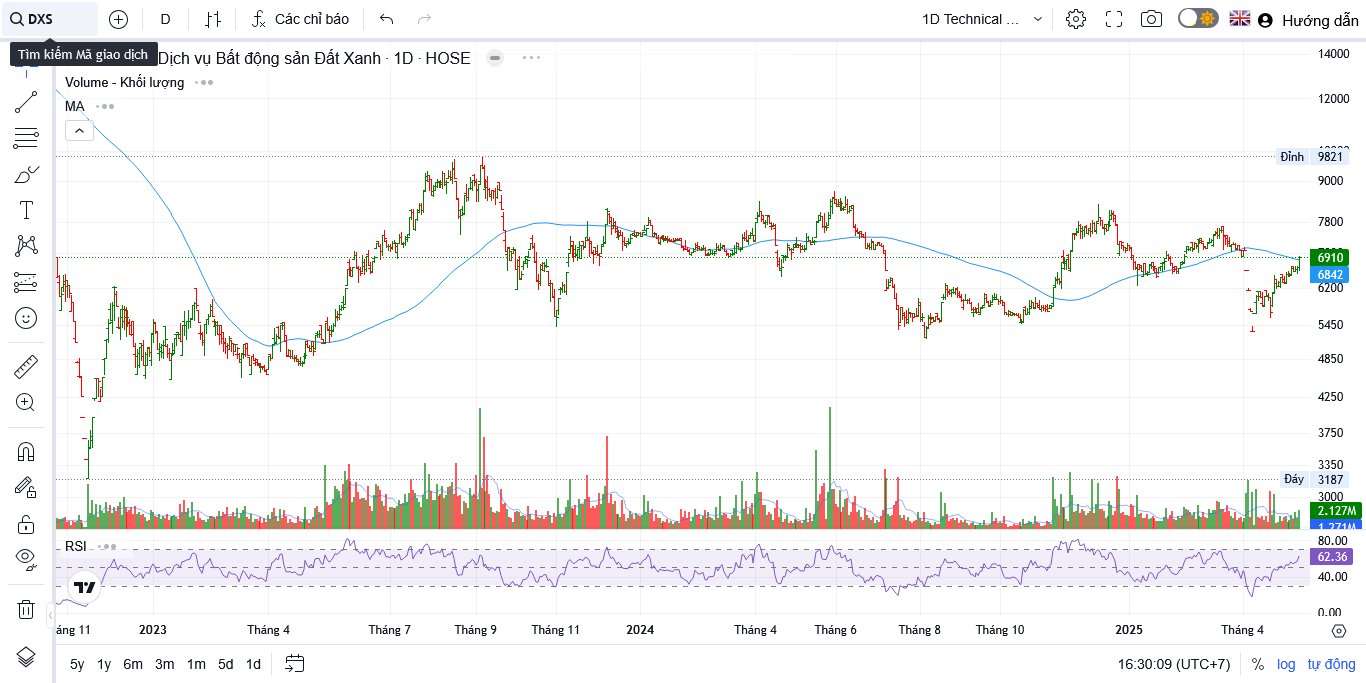 DXS
D
Các chỉ báo
1D Technical ...
Hướng dẫn
Tìm kiếm Mã giao dịch
Dịch vụ Bất động sản Đất Xanh · 1D · HOSE
Volume - Khối lượng
MA
14000
12000
Đỉnh 9821
9000
7800
6910
6842
6200
5450
4850
4250
3750
3350
Đáy 3187
3000
2.127M
1.271M
RSI
80.00
62.36
40.00
0.00
áng 11 2023 Tháng 4 Tháng 7 Tháng 9 Tháng 11 2024 Tháng 4 Tháng 6 Tháng 8 Tháng 10 2025 Tháng 4
5y 1y 6m 3m 1m 5d 1d
16:30:09 (UTC+7) % log tự động